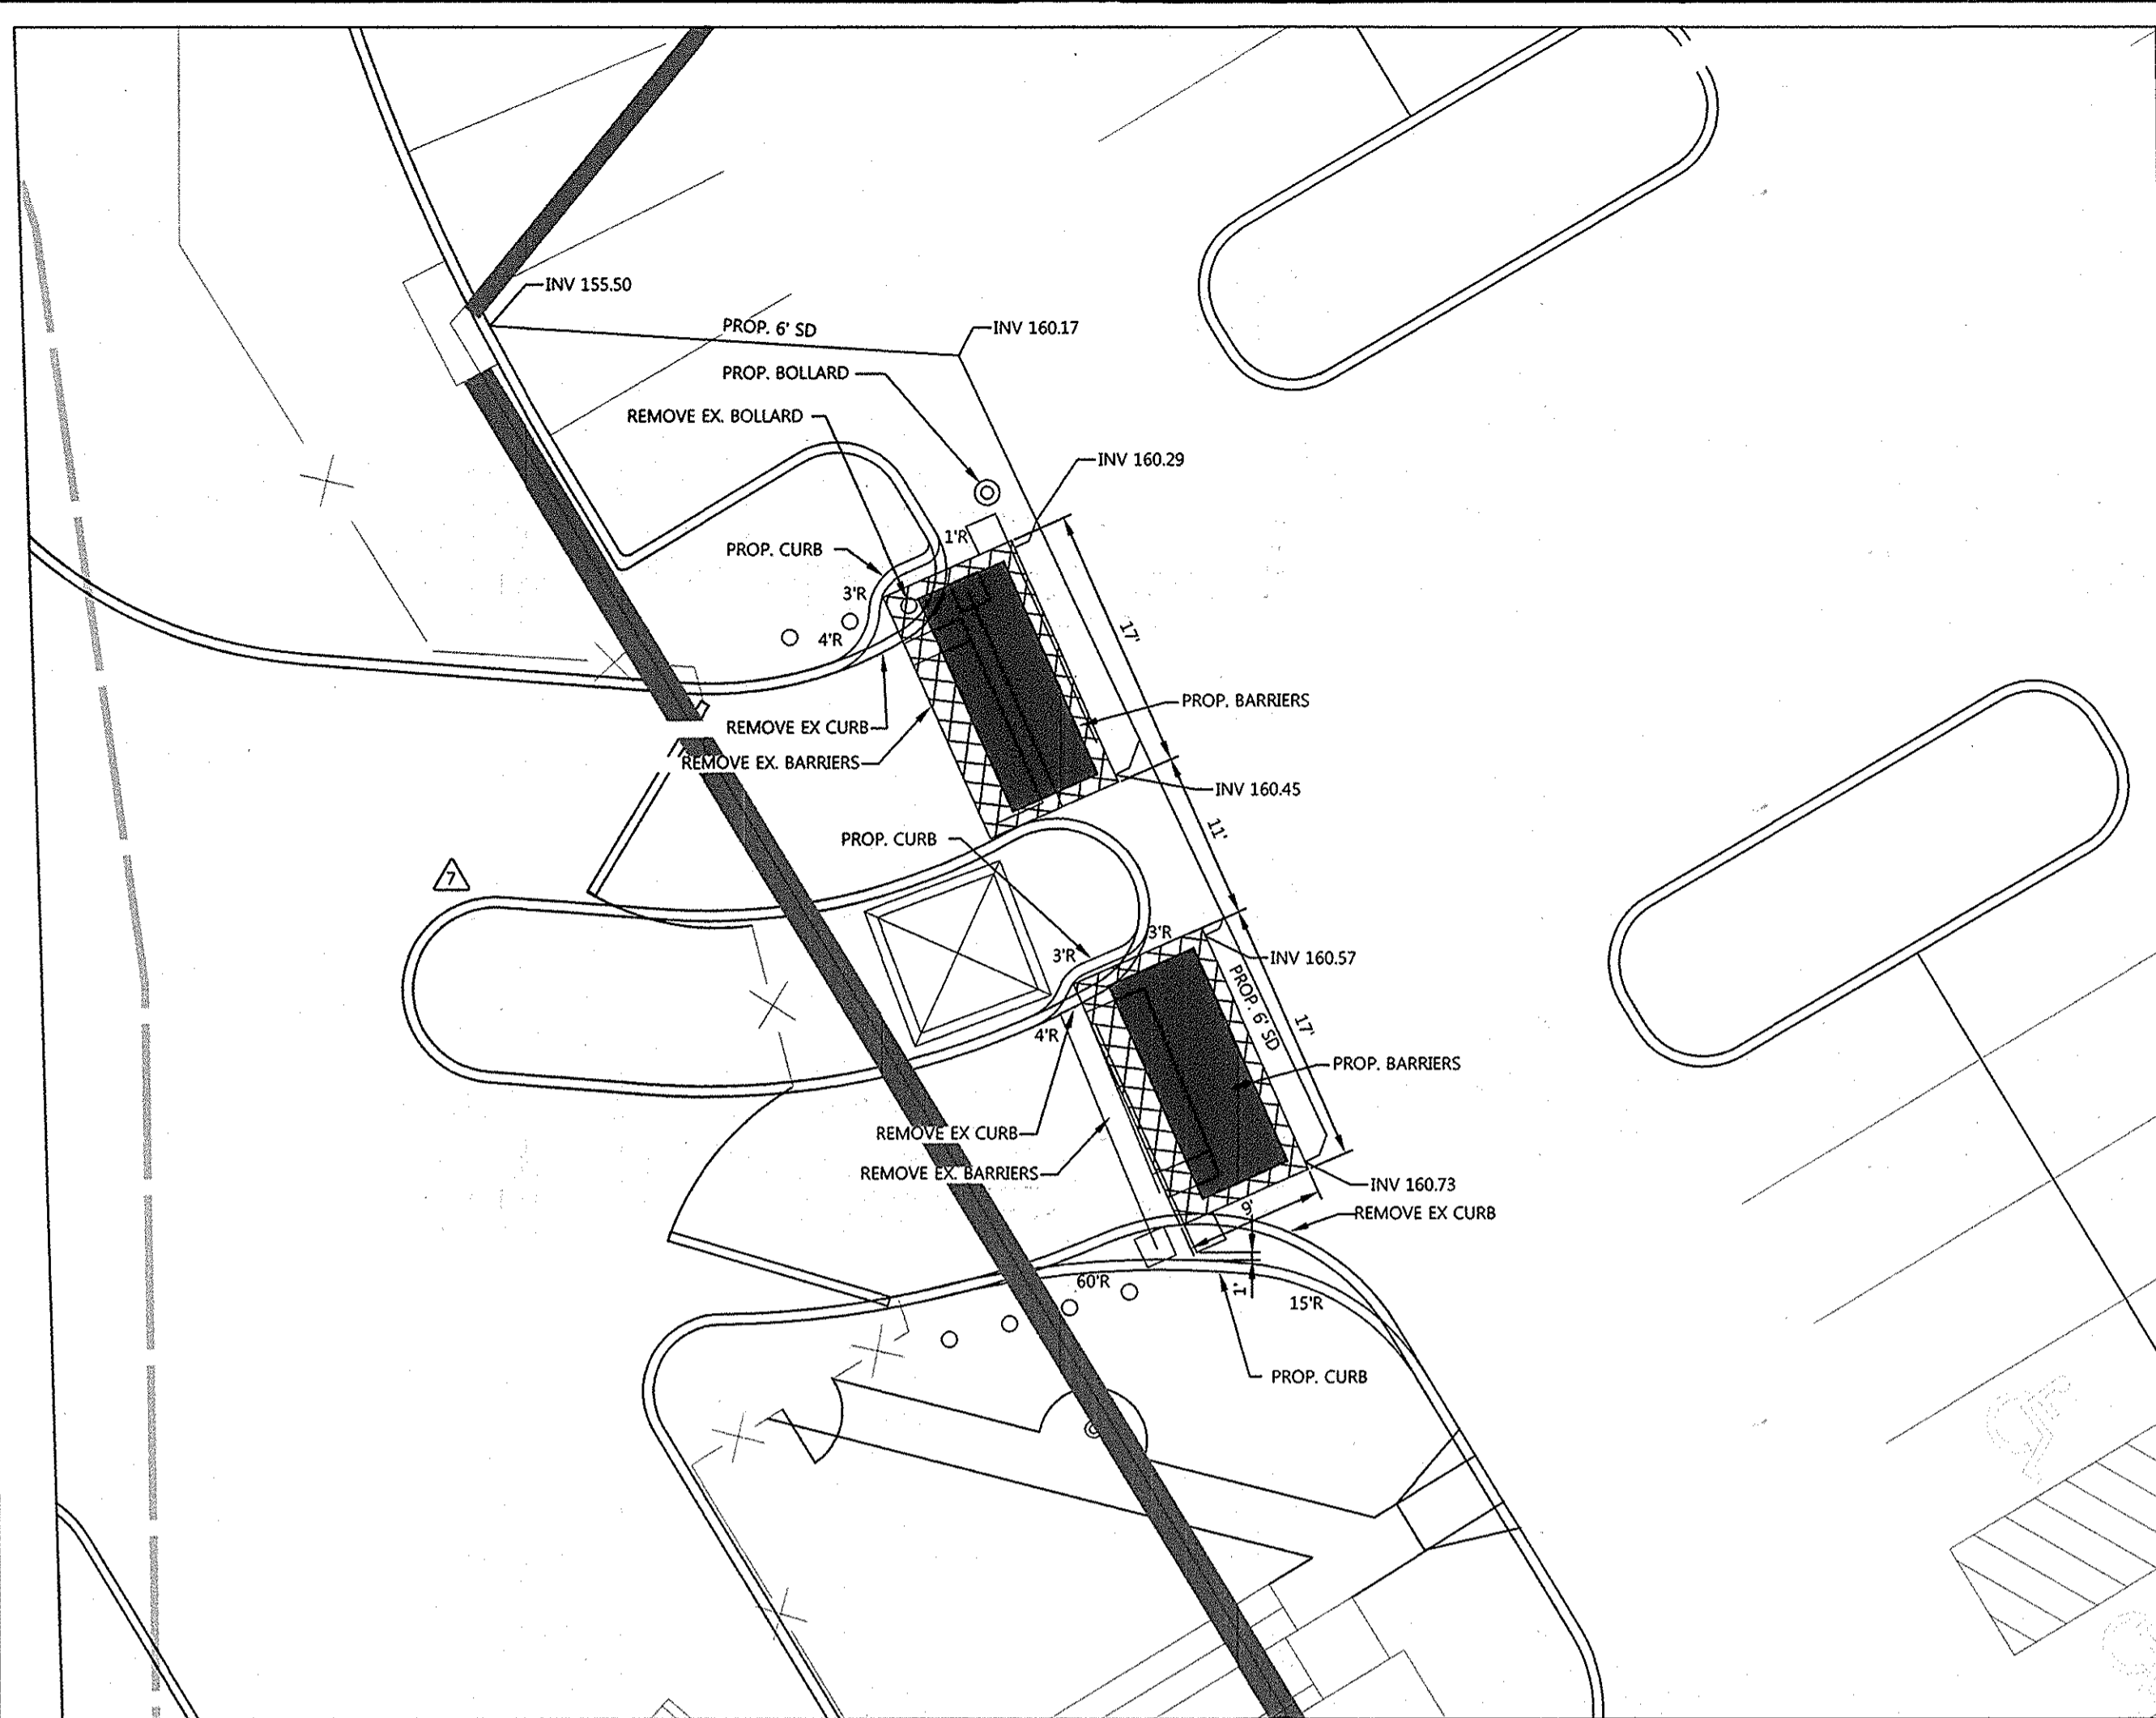 INV 155.50
PROP. 6' SD
INV 160.17
PROP. BOLLARD
REMOVE EX. BOLLARD
INV 160.29
1'R
PROP. CURB
3'R
4'R
17'
PROP. BARRIERS
REMOVE EX CURB
REMOVE EX. BARRIERS
INV 160.45
11'
PROP. CURB
7
3'R
3'R
INV 160.57
PROP. 6' SD
17'
4'R
PROP. BARRIERS
REMOVE EX CURB
REMOVE EX. BARRIERS
INV 160.73
9'
REMOVE EX CURB
60'R
1'
15'R
PROP. CURB